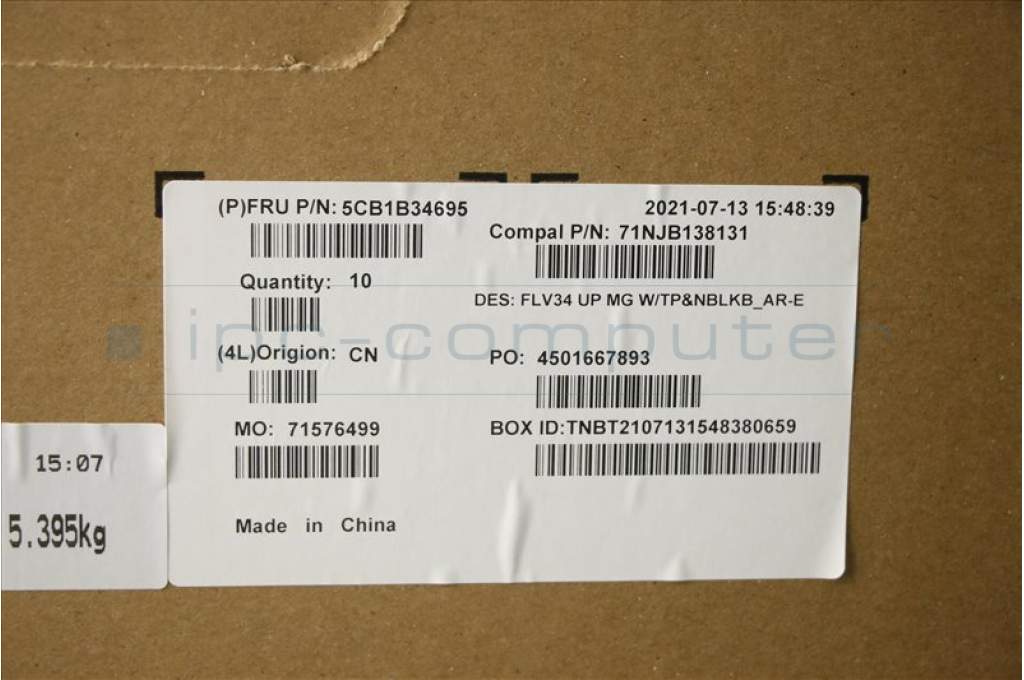 (P)FRU P/N: 5CB1B34695
2021-07-13 15:48:39
Compal P/N: 71NJB138131
Quantity: 10
DES: FLV34 UP MG W/TP&NBLKB_AR-E
ipc-computer
(4L)Origion: CN
PO: 4501667893
MO: 71576499
BOX ID:TNBT2107131548380659
Made in China
15:07
5.395kg